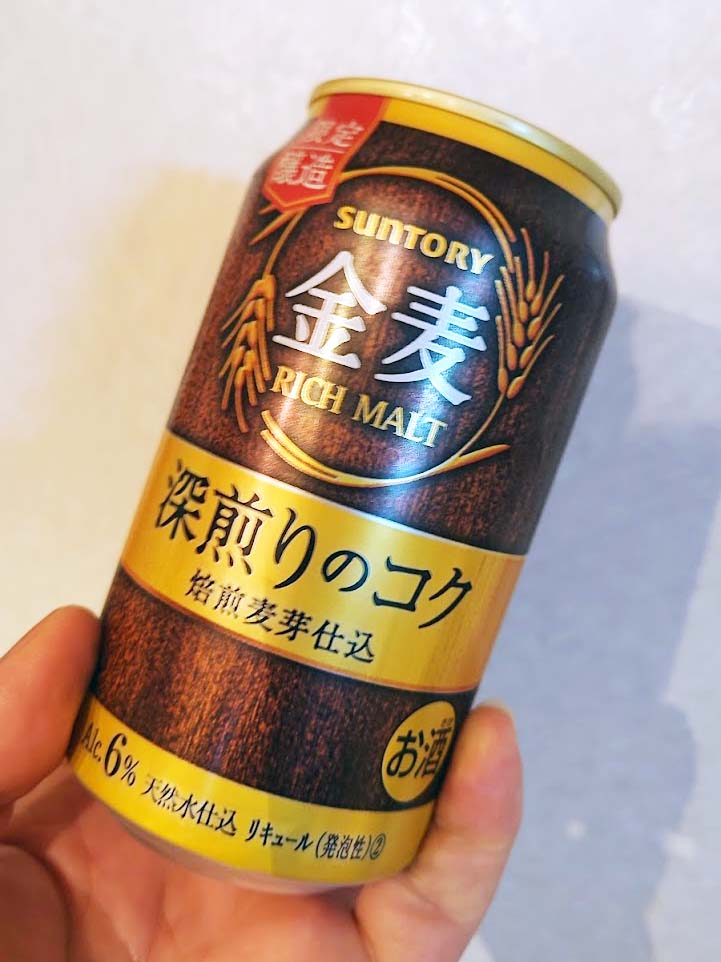 限定
醸造
SUNTORY
金麦
RICH MALT
深煎りのコク
焙煎麦芽仕込
お酒
Alc.6% 天然水仕込 リキュール(発泡性)②